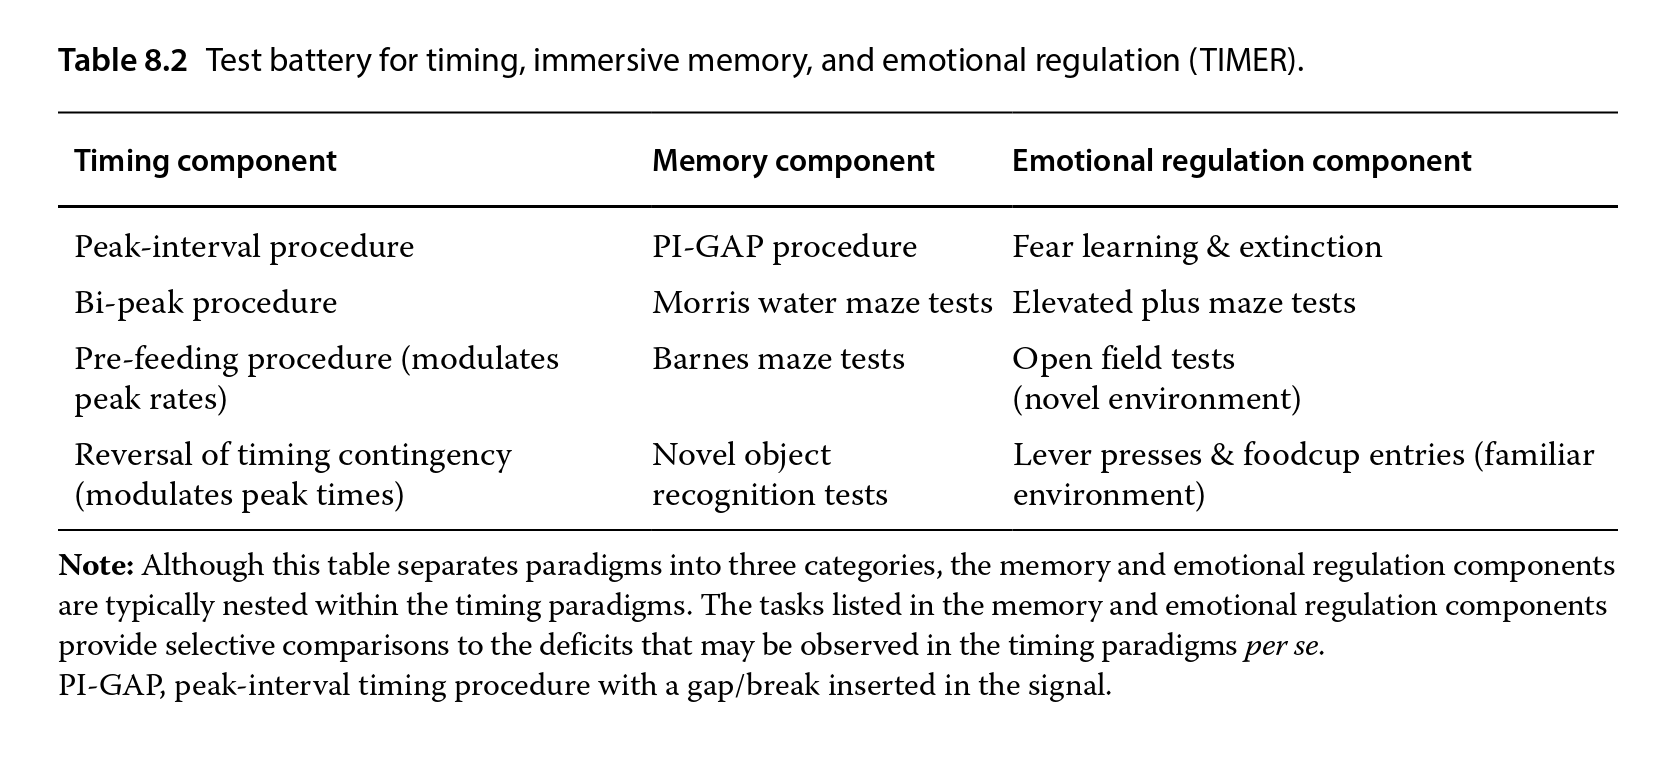 Table 8.2 Test battery for timing, immersive memory, and emotional regulation (TIMER).
Timing component Memory component Emotional regulation component
Peak-interval procedure PI-GAP procedure Fear learning & extinction
Bi-peak procedure Morris water maze tests Elevated plus maze tests
Pre-feeding procedure (modulates Barnes maze tests Open field tests
peak rates) (novel environment)
Reversal of timing contingency Novel object Lever presses & foodcup entries (familiar
(modulates peak times) recognition tests environment)
Note: Although this table separates paradigms into three categories, the memory and emotional regulation components
are typically nested within the timing paradigms. The tasks listed in the memory and emotional regulation components
provide selective comparisons to the deficits that may be observed in the timing paradigms per se.
PI-GAP, peak-interval timing procedure with a gap/break inserted in the signal.